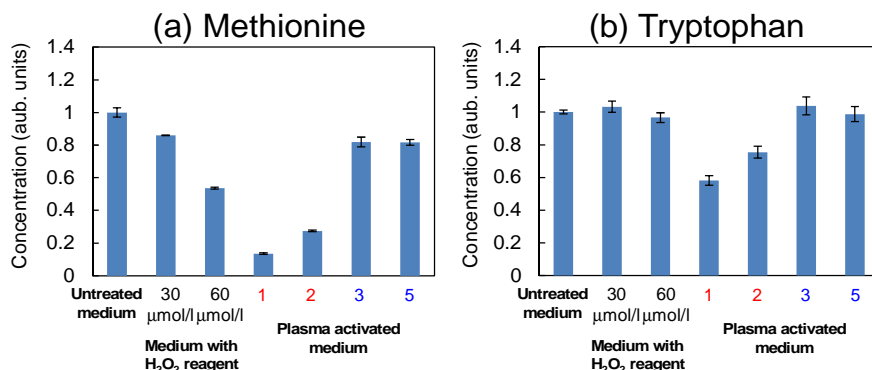 (a) Methionine
Concentration (aub. units)
1.4
1.2
1
0.8
0.6
0.4
0.2
0
Untreated medium
30 μmol/l
60 μmol/l
1
2
3
5
Medium with H₂O₂ reagent
Plasma activated medium
(b) Tryptophan
Concentration (aub. units)
1.4
1.2
1
0.8
0.6
0.4
0.2
0
Untreated medium
30 μmol/l
60 μmol/l
1
2
3
5
Medium with H₂O₂ reagent
Plasma activated medium